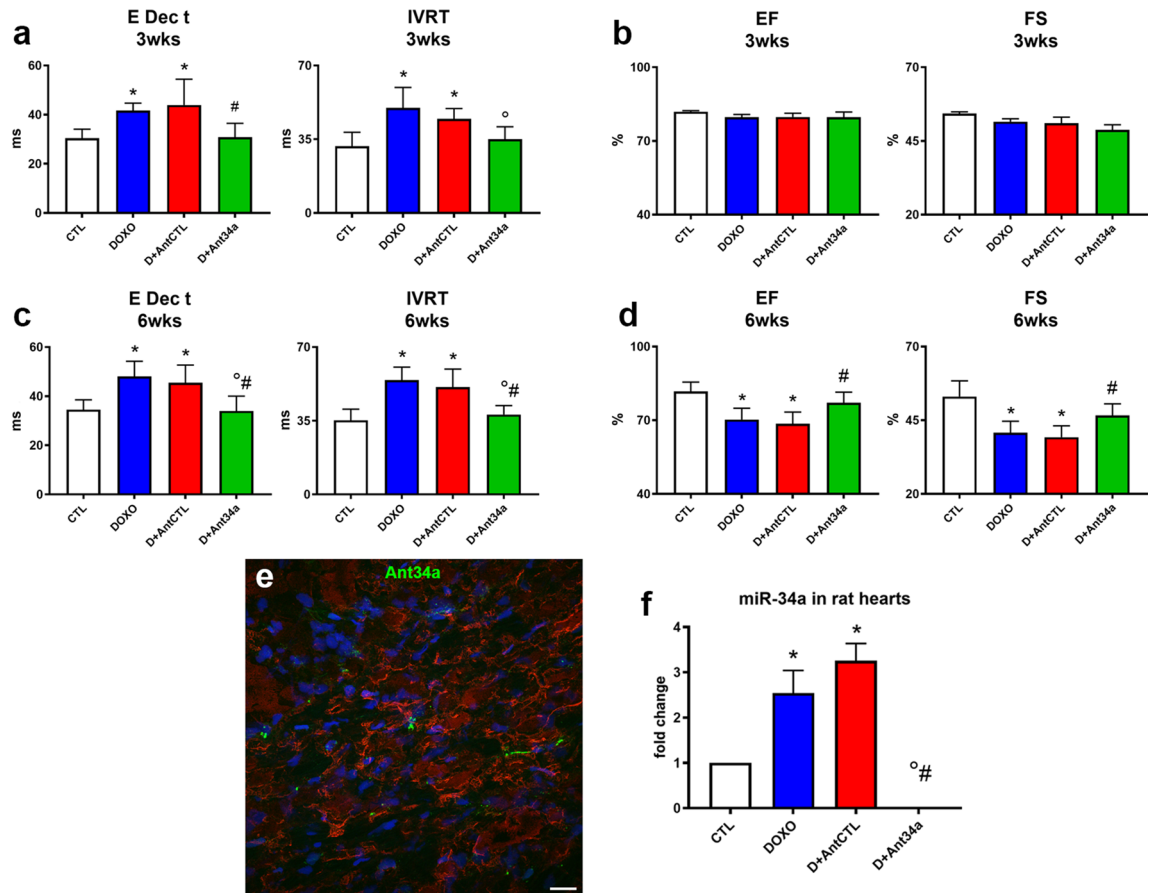 a
E Dec t
3wks
ms
60
40
20
0
*
*
#
CTL
DOXO
D+AntCTL
D+Ant34a
IVRT
3wks
ms
70
35
0
*
*
°
CTL
DOXO
D+AntCTL
D+Ant34a
b
EF
3wks
%
100
70
40
CTL
DOXO
D+AntCTL
D+Ant34a
FS
3wks
%
70
45
20
CTL
DOXO
D+AntCTL
D+Ant34a
c
E Dec t
6wks
ms
60
40
20
0
*
*
°#
CTL
DOXO
D+AntCTL
D+Ant34a
IVRT
6wks
ms
70
35
0
*
*
°#
CTL
DOXO
D+AntCTL
D+Ant34a
d
EF
6wks
%
100
70
40
*
*
#
CTL
DOXO
D+AntCTL
D+Ant34a
FS
6wks
%
70
45
20
*
*
#
CTL
DOXO
D+AntCTL
D+Ant34a
e
Ant34a
f
miR-34a in rat hearts
fold change
4
3
2
1
0
*
*
°#
CTL
DOXO
D+AntCTL
D+Ant34a